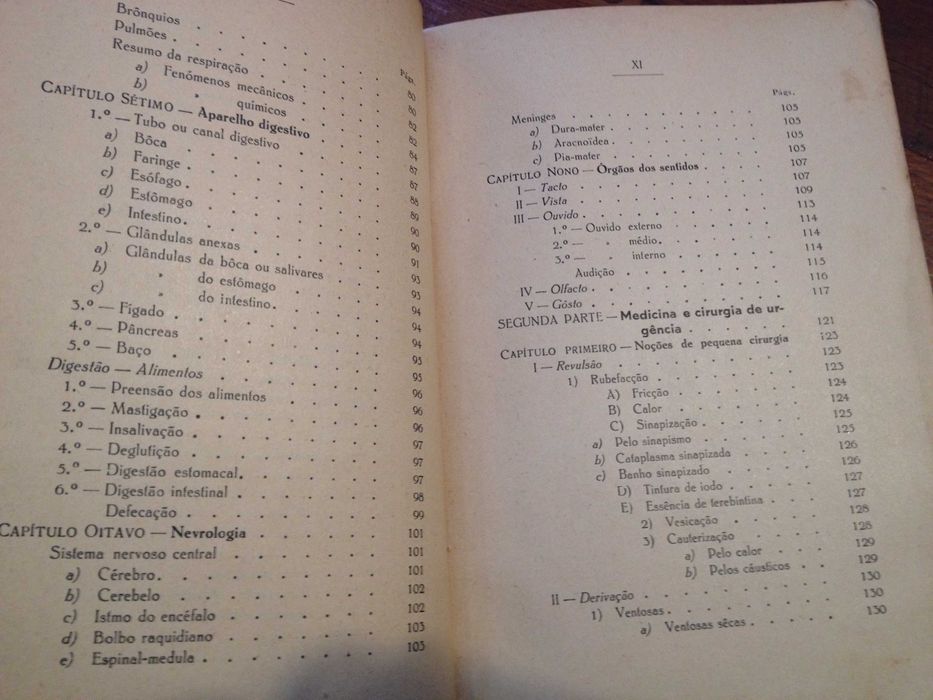 Págs.
Brônquios 80
Pulmões 80
Resumo da respiração 82
a) Fenómenos mecânicos 82
b) » químicos 84
CAPÍTULO SÉTIMO — Aparelho digestivo 87
1.º — Tubo ou canal digestivo 87
a) Bôca 88
b) Faringe 89
c) Esófago 90
d) Estômago 90
e) Intestino 91
2.º — Glândulas anexas 93
a) Glândulas da bôca ou salivares 93
b) » do estômago 94
c) » do intestino 94
3.º — Fígado 94
4.º — Pâncreas 95
5.º — Baço 95
Digestão — Alimentos 96
1.º — Preensão dos alimentos 96
2.º — Mastigação 96
3.º — Insalivação 97
4.º — Deglutição 97
5.º — Digestão estomacal 97
6.º — Digestão intestinal 98
Defecação 99
CAPÍTULO OITAVO — Nevrologia 101
Sistema nervoso central 101
a) Cérebro 101
b) Cerebelo 102
c) Istmo do encéfalo 102
d) Bolbo raquidiano 103
e) Espinal-medula 103
XI
Págs.
Meninges 105
a) Dura-mater 105
b) Aracnoïdea 105
c) Pia-mater 105
CAPÍTULO NONO — Órgãos dos sentidos 107
I — Tacto 107
II — Vista 109
III — Ouvido 113
1.º — Ouvido externo 114
2.º — » médio 114
3.º — » interno 114
Audição 115
IV — Olfacto 116
V — Gôsto 117
SEGUNDA PARTE — Medicina e cirurgia de ur-
gência 121
CAPÍTULO PRIMEIRO — Noções de pequena cirurgia 123
I — Revulsão 123
1) Rubefacção 123
A) Fricção 124
B) Calor 124
C) Sinapização 125
a) Pelo sinapismo 125
b) Cataplasma sinapizada 126
c) Banho sinapizado 126
D) Tintura de iodo 127
E) Essência de terebintina 127
2) Vesicação 128
3) Cauterização 128
a) Pelo calor 129
b) Pelos cáusticos 129
II — Derivação 130
1) Ventosas 130
a) Ventosas sêcas 130